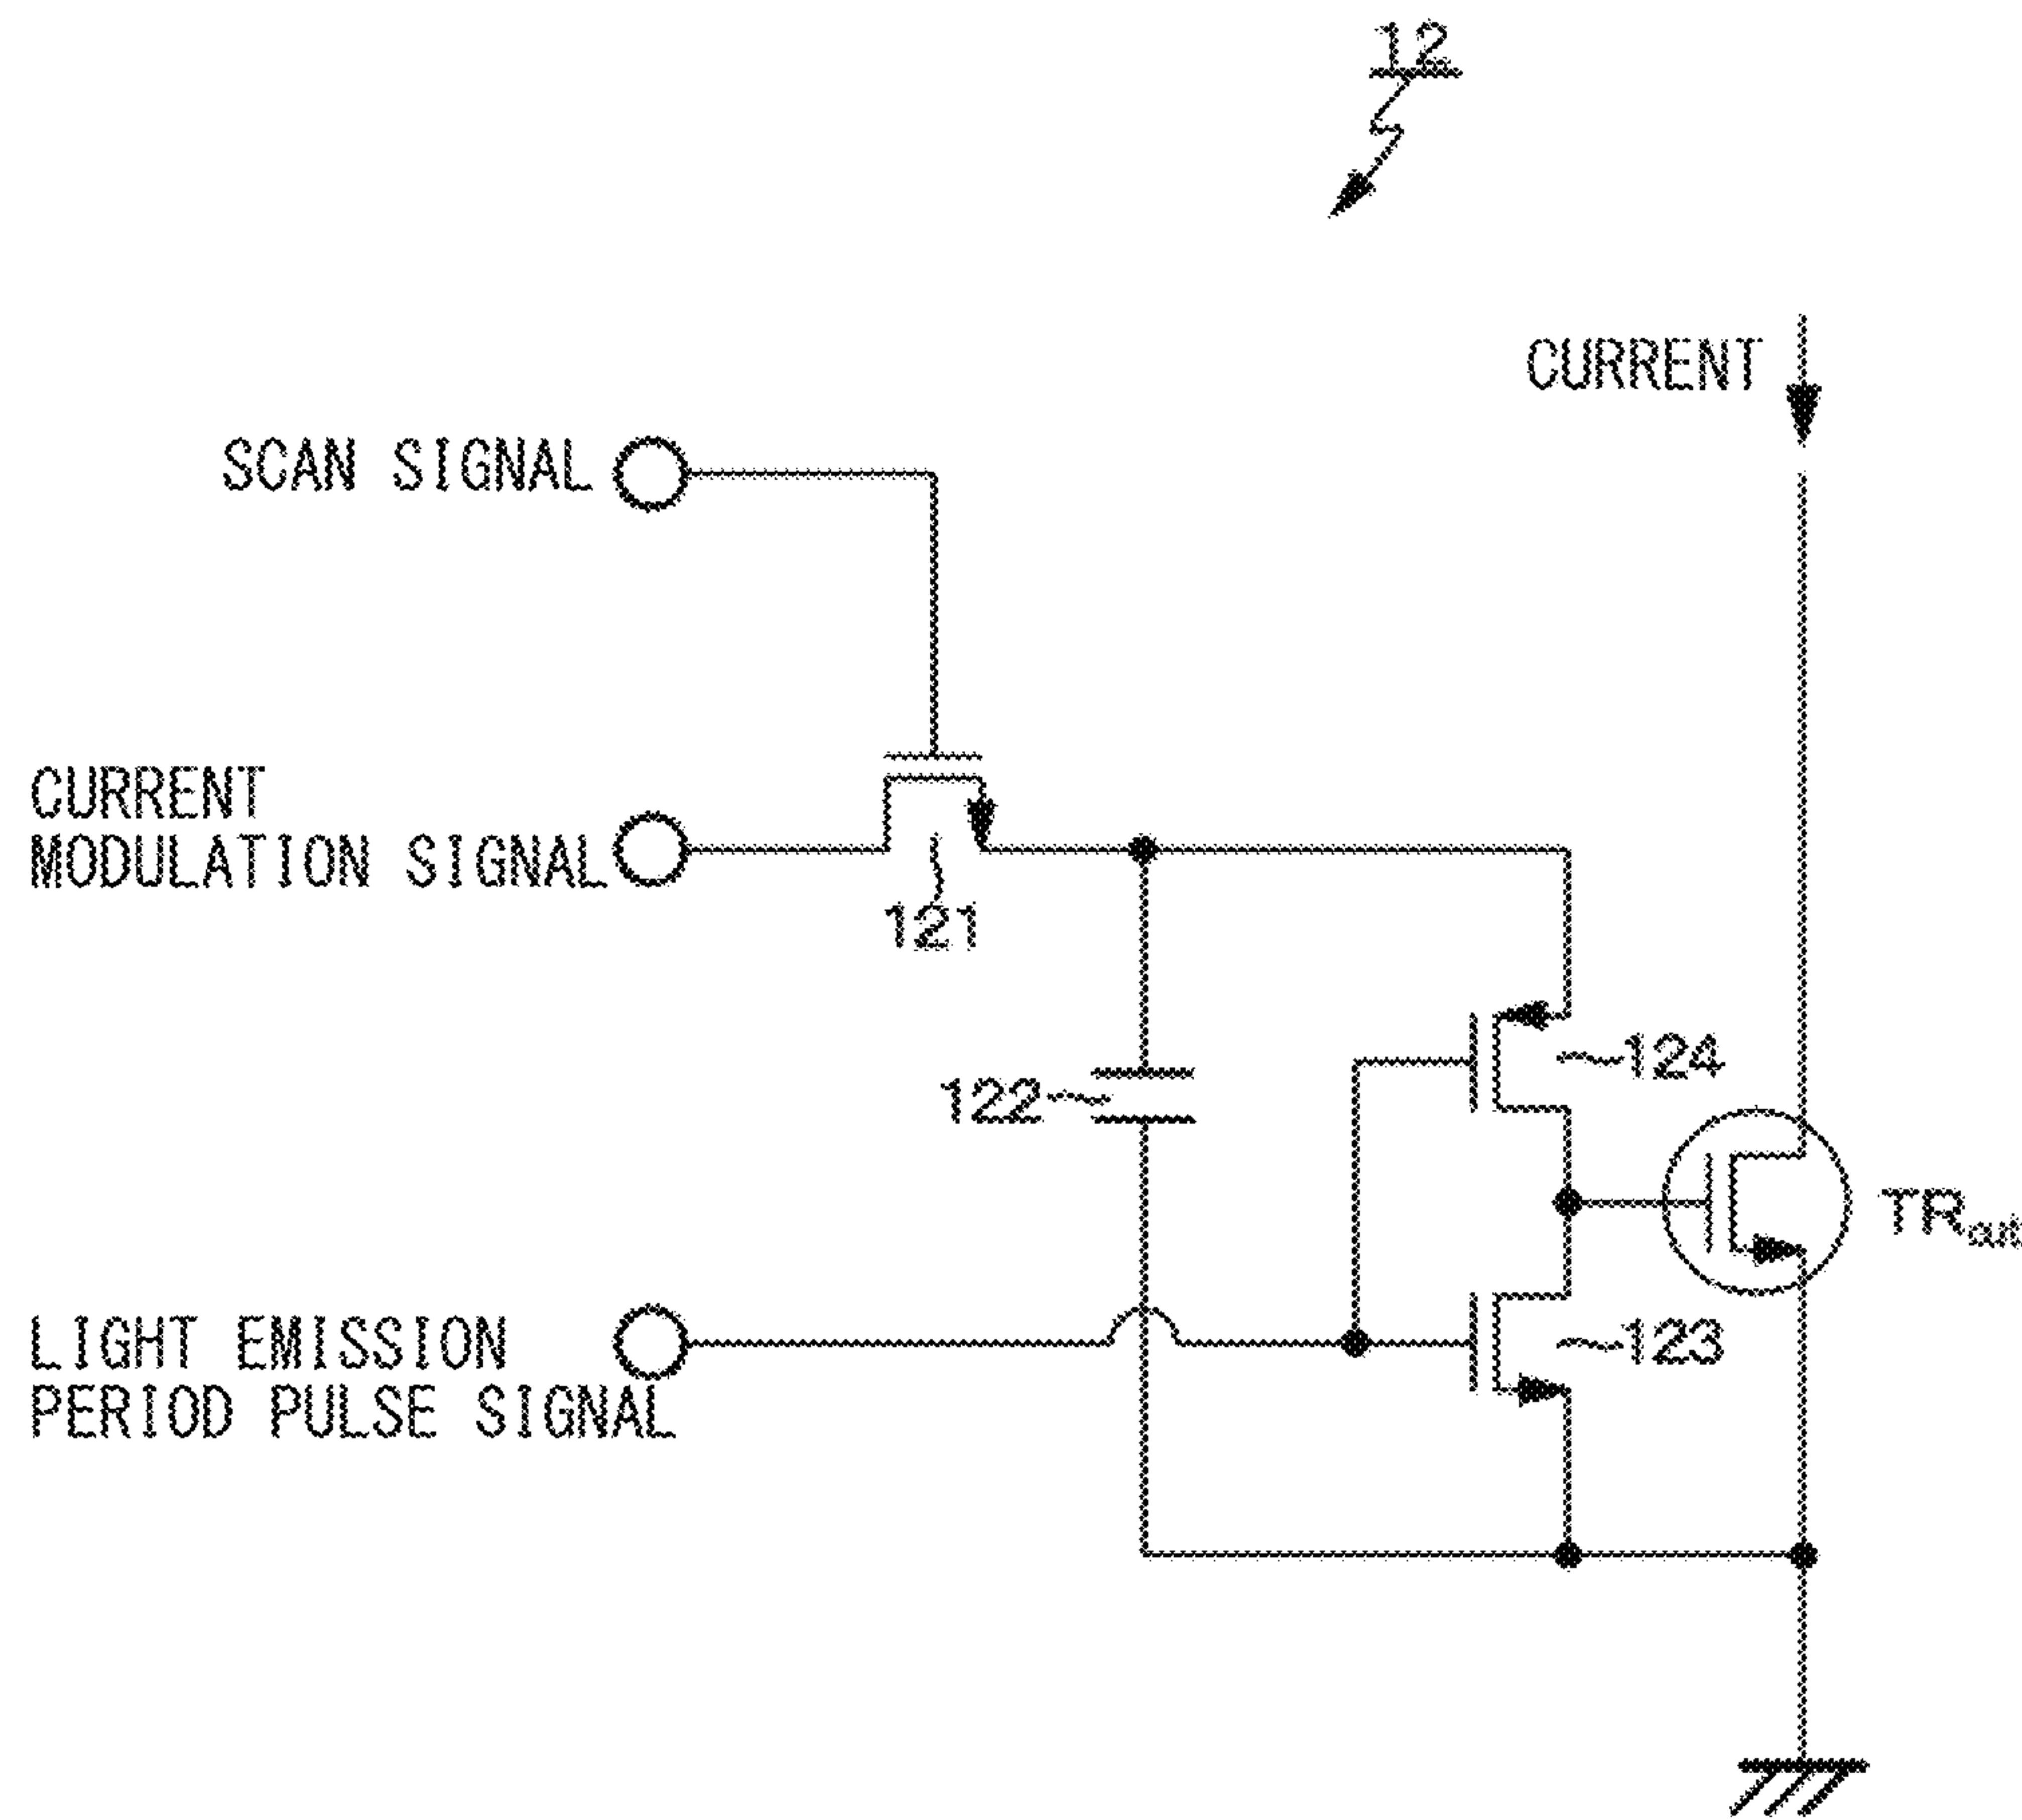 12
CURRENT
SCAN SIGNAL
CURRENT
MODULATION SIGNAL
121
124
122
TRout
123
LIGHT EMISSION
PERIOD PULSE SIGNAL